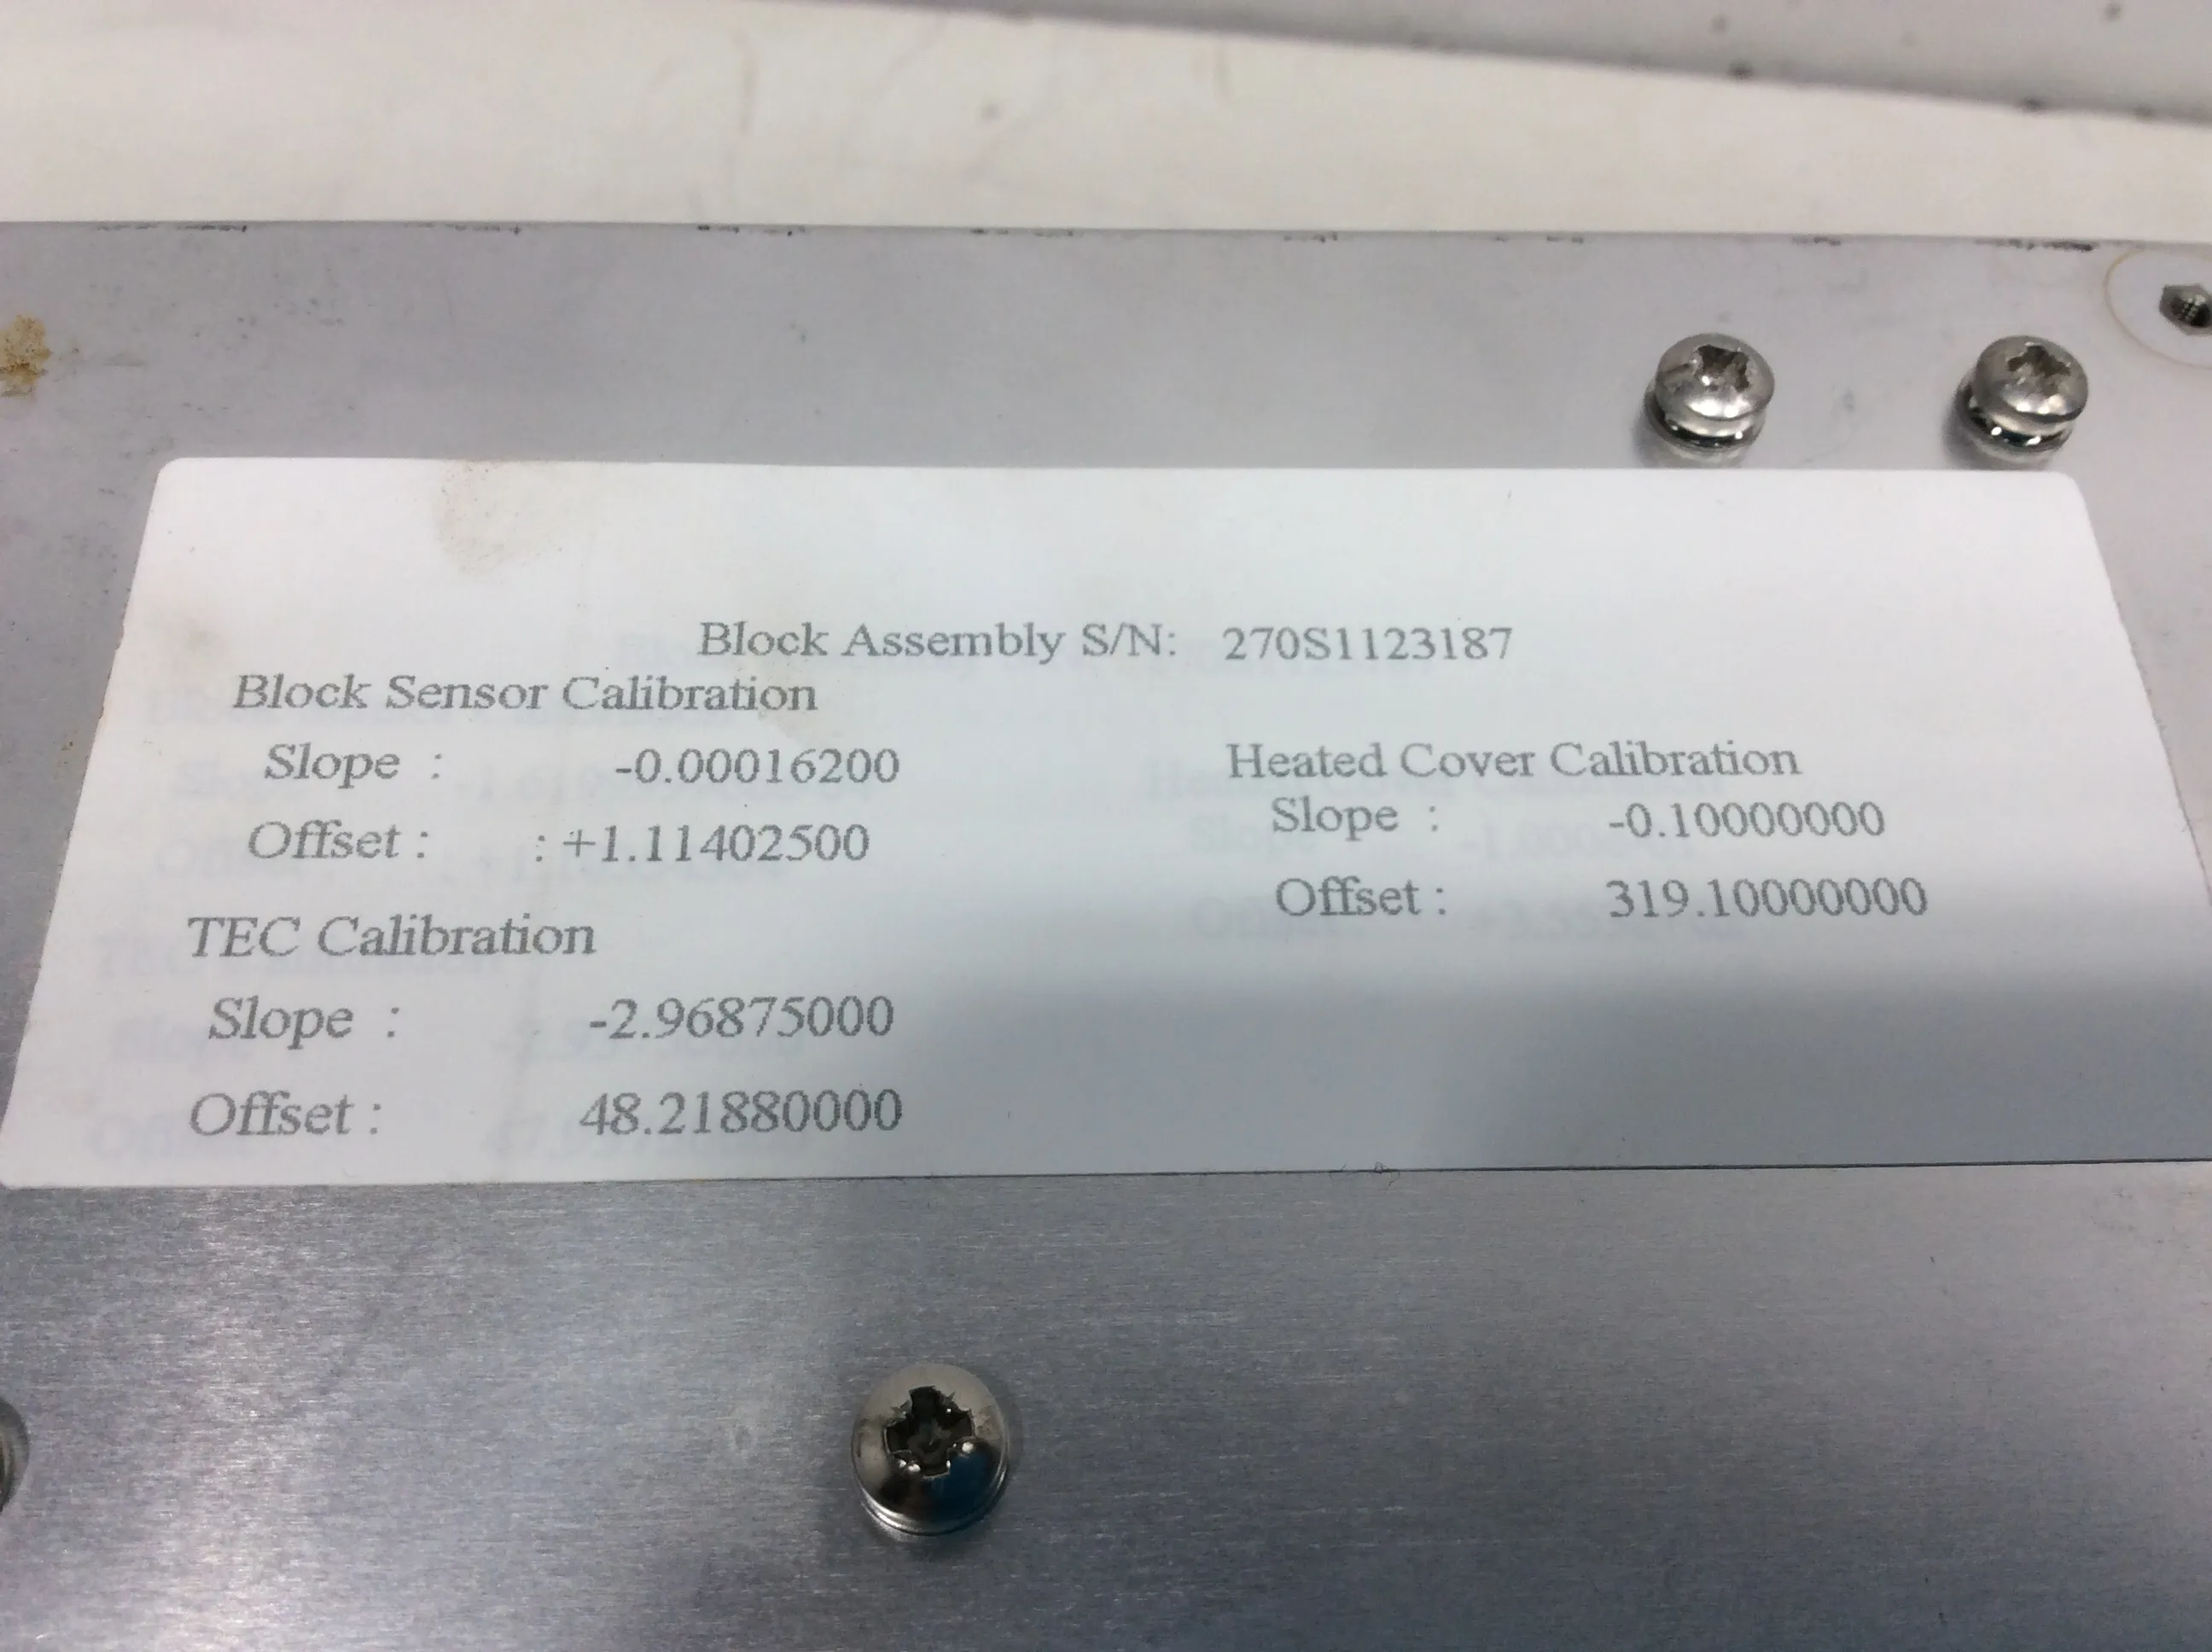 Block Assembly S/N: 270S1123187
Block Sensor Calibration
Slope : -0.00016200
Offset : : +1.11402500
TEC Calibration
Slope : -2.96875000
Offset : 48.21880000
Heated Cover Calibration
Slope : -0.10000000
Offset : 319.10000000